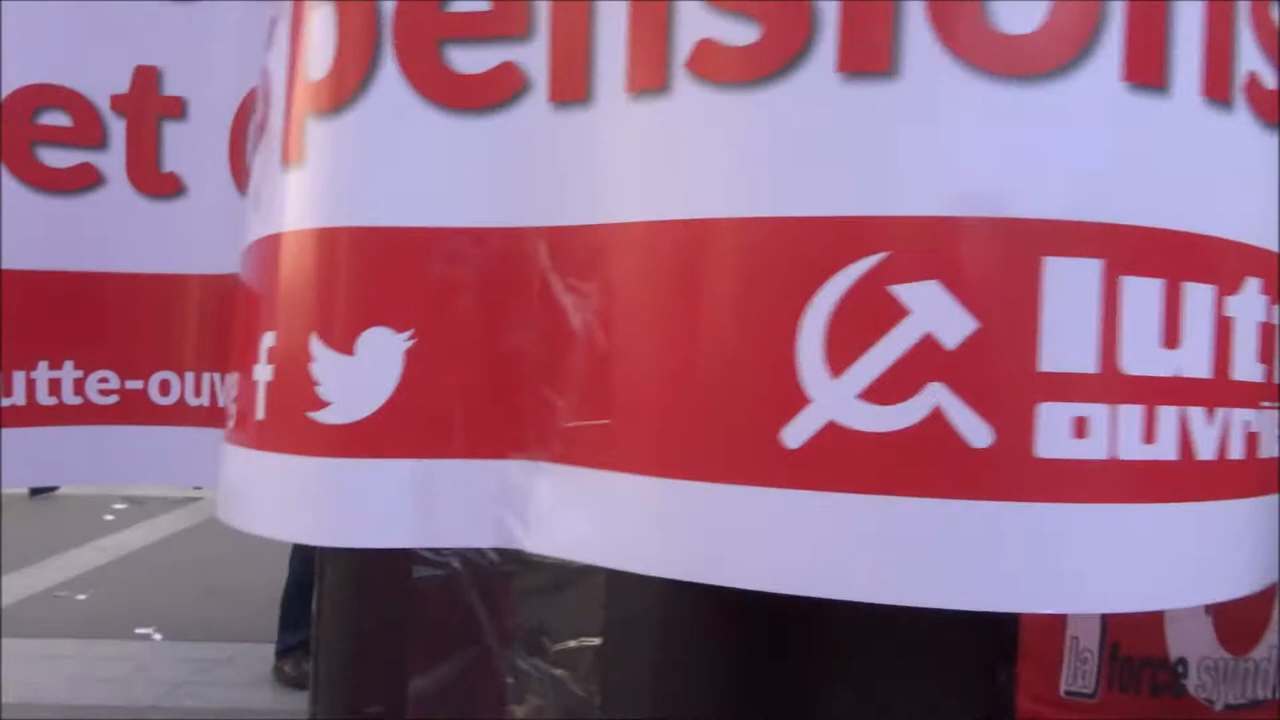 pensions
et
utte-ouv
f
lutt
ouvri
la force synd